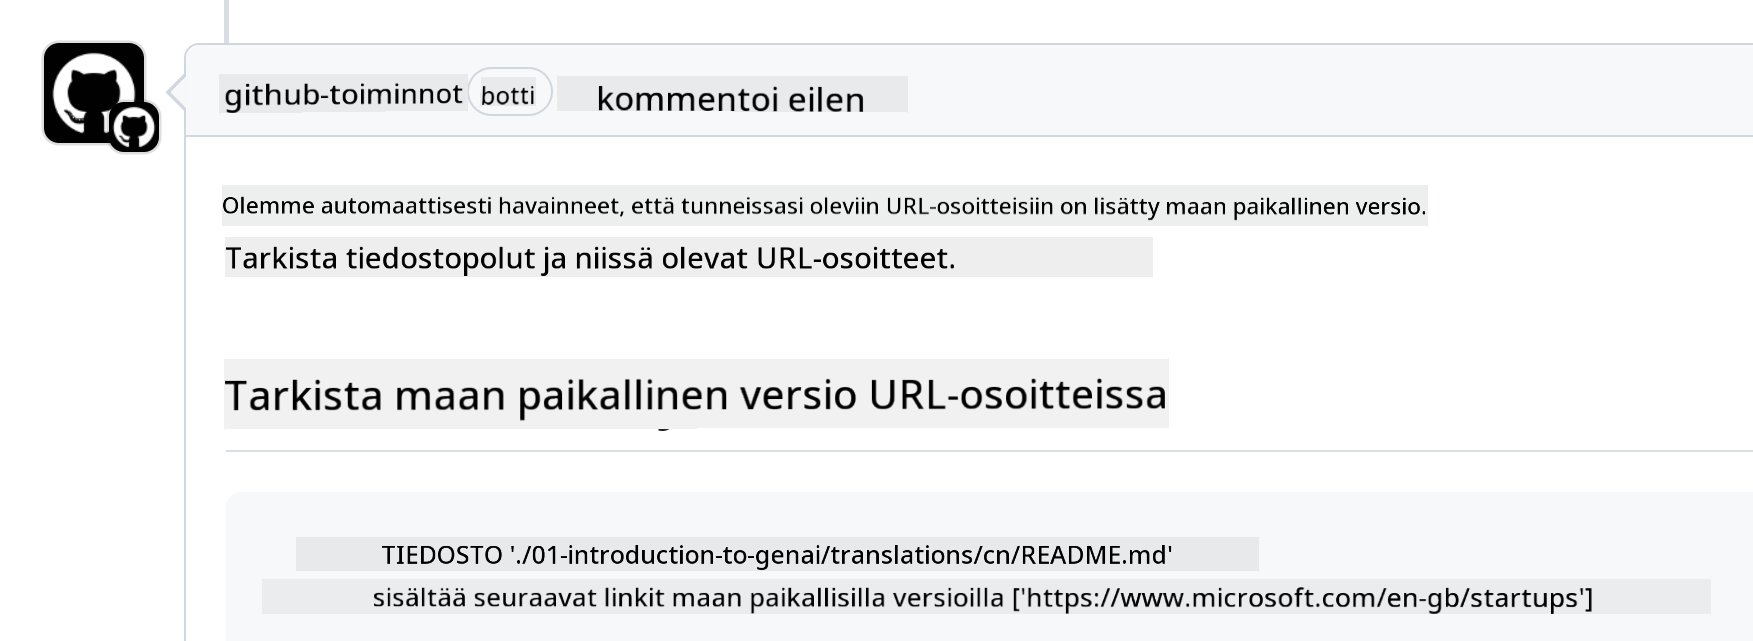 github-toiminnot botti kommentoi eilen
Olemme automaattisesti havainneet, että tunneissasi oleviin URL-osoitteisiin on lisätty maan paikallinen versio.
Tarkista tiedostopolut ja niissä olevat URL-osoitteet.
Tarkista maan paikallinen versio URL-osoitteissa
TIEDOSTO './01-introduction-to-genai/translations/cn/README.md'
sisältää seuraavat linkit maan paikallisilla versioilla ['https://www.microsoft.com/en-gb/startups']